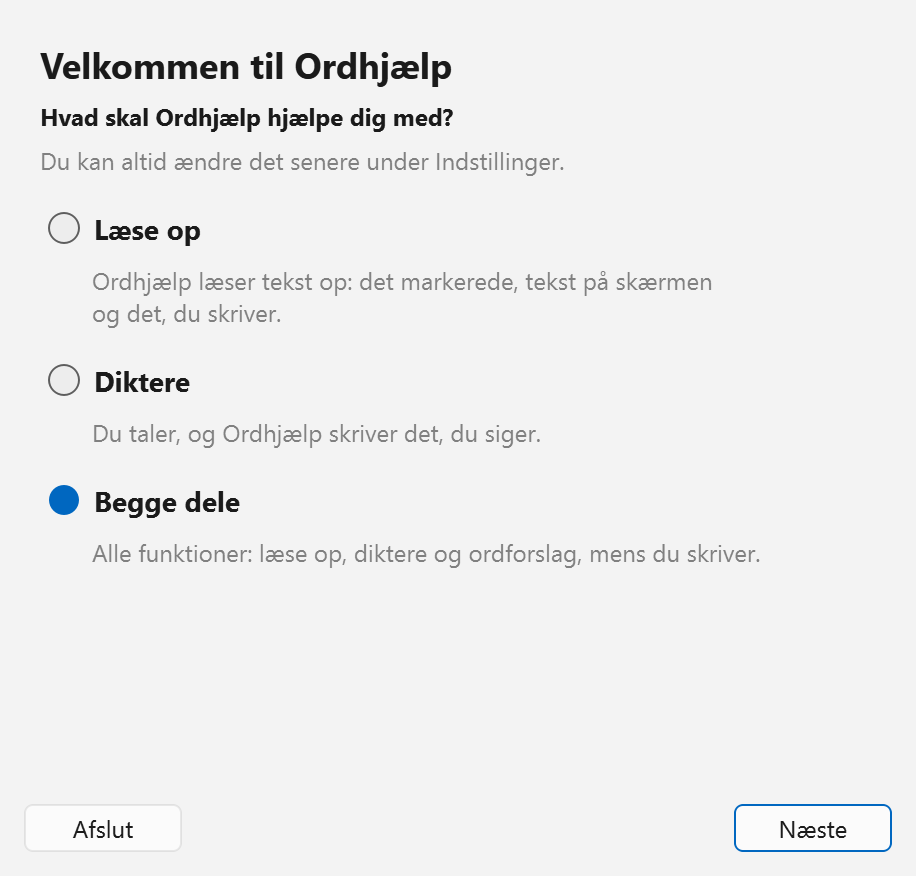 Velkommen til Ordhjælp
Hvad skal Ordhjælp hjælpe dig med?
Du kan altid ændre det senere under Indstillinger.
Læse op
Ordhjælp læser tekst op: det markerede, tekst på skærmen
og det, du skriver.
Diktere
Du taler, og Ordhjælp skriver det, du siger.
Begge dele
Alle funktioner: læse op, diktere og ordforslag, mens du skriver.
Afslut
Næste